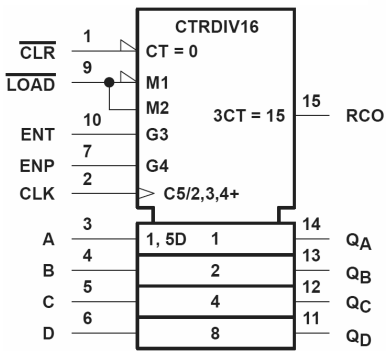 CTRDIV16
CLR 1 CT = 0
LOAD 9 M1
M2
3CT = 15 15 RCO
ENT 10 G3
ENP 7 G4
CLK 2 C5/2,3,4+
A 3 1, 5D 1 14 QA
B 4 2 13 QB
C 5 4 12 QC
D 6 8 11 QD